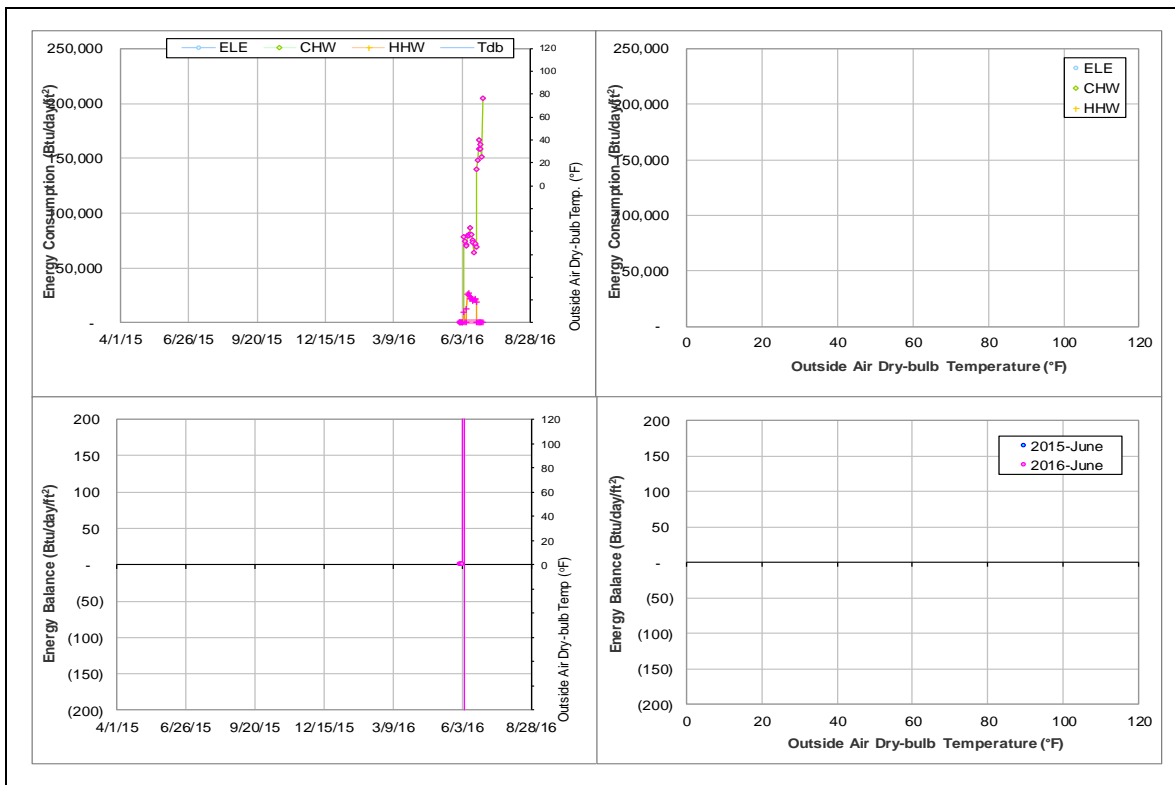 ELE CHW HHW Tdb
Energy Consumption (Btu/day/ft²)
250,000
200,000
150,000
100,000
50,000
-
120
100
80
60
40
20
0
Outside Air Dry-bulb Temp. (°F)
4/1/15 6/26/15 9/20/15 12/15/15 3/9/16 6/3/16 8/28/16
Energy Consumption (Btu/day/ft²)
250,000
200,000
150,000
100,000
50,000
-
ELE
CHW
HHW
0 20 40 60 80 100 120
Outside Air Dry-bulb Temperature (°F)
Energy Balance (Btu/day/ft²)
200
150
100
50
-
(50)
(100)
(150)
(200)
120
100
80
60
40
20
0
Outside Air Dry-bulb Temp (°F)
4/1/15 6/26/15 9/20/15 12/15/15 3/9/16 6/3/16 8/28/16
Energy Balance (Btu/day/ft²)
200
150
100
50
-
(50)
(100)
(150)
(200)
2015-June
2016-June
0 20 40 60 80 100 120
Outside Air Dry-bulb Temperature (°F)